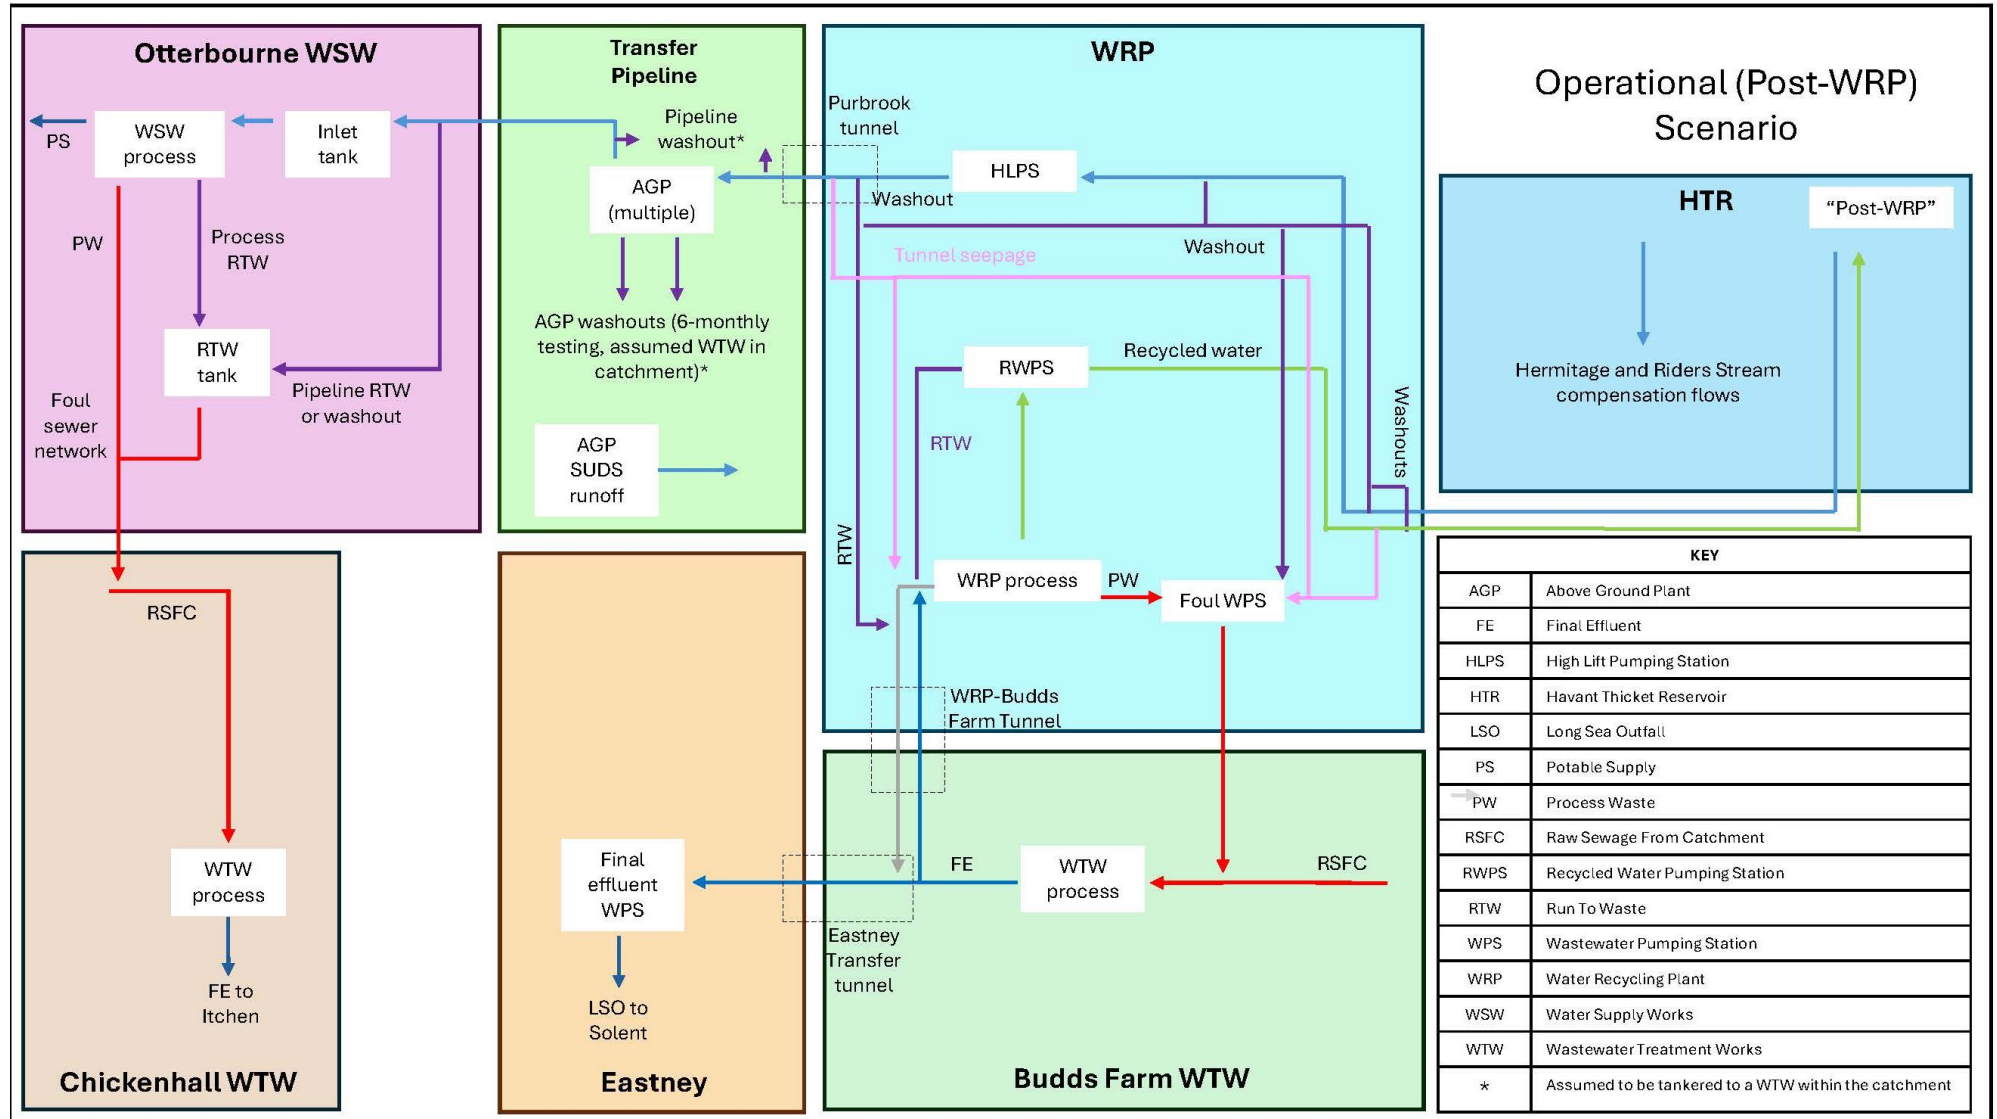 Operational (Post-WRP)
Scenario
Otterbourne WSW
PS
WSW
process
Inlet
tank
PW
Process
RTW
RTW
tank
Pipeline RTW
or washout
Foul
sewer
network
Transfer
Pipeline
Pipeline
washout*
AGP
(multiple)
AGP washouts (6-monthly
testing, assumed WTW in
catchment)*
AGP
SUDS
runoff
WRP
Purbrook
tunnel
HLPS
Washout
Washout
Tunnel seepage
RWPS
Recycled water
RTW
Washouts
RTW
WRP process
PW
Foul WPS
WRP-Budds
Farm Tunnel
HTR
“Post-WRP”
Hermitage and Riders Stream
compensation flows
RSFC
WTW
process
FE to
Itchen
Chickenhall WTW
Final
effluent
WPS
LSO to
Solent
Eastney
FE
WTW
process
RSFC
Eastney
Transfer
tunnel
Budds Farm WTW
KEY
AGP Above Ground Plant
FE Final Effluent
HLPS High Lift Pumping Station
HTR Havant Thicket Reservoir
LSO Long Sea Outfall
PS Potable Supply
PW Process Waste
RSFC Raw Sewage From Catchment
RWPS Recycled Water Pumping Station
RTW Run To Waste
WPS Wastewater Pumping Station
WRP Water Recycling Plant
WSW Water Supply Works
WTW Wastewater Treatment Works
* Assumed to be tankered to a WTW within the catchment